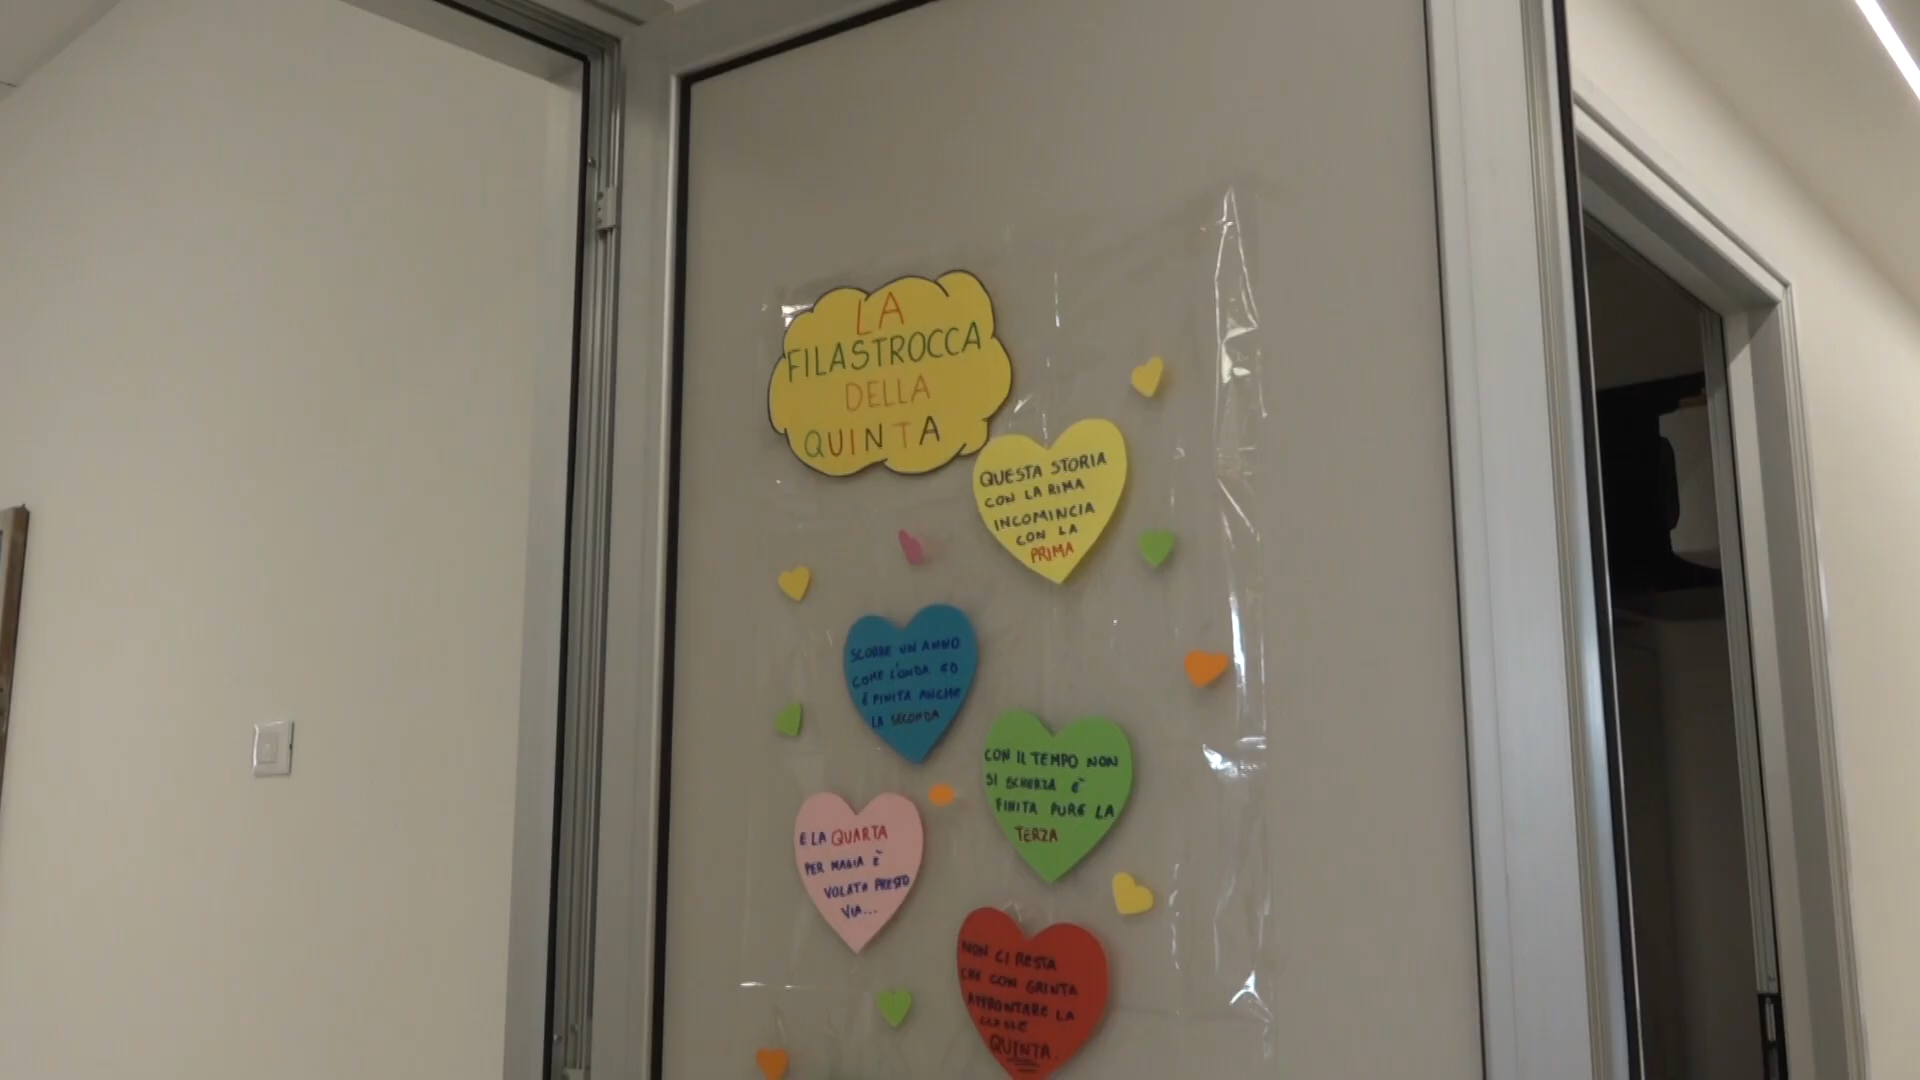 LA
FILASTROCCA
DELLA
QUINTA
QUESTA STORIA
CON LA RIMA
INCOMINCIA
CON LA
PRIMA
SCORRE UN ANNO
COME L'ONDA ED
È FINITA ANCHE
LA SECONDA
CON IL TEMPO NON
SI SCHERZA È
FINITA PURE LA
TERZA
E LA QUARTA
PER MAGIA È
VOLATA PRESTO
VIA...
NON CI RESTA
CHE CON GRINTA
AFFRONTARE LA
CLASSE
QUINTA.